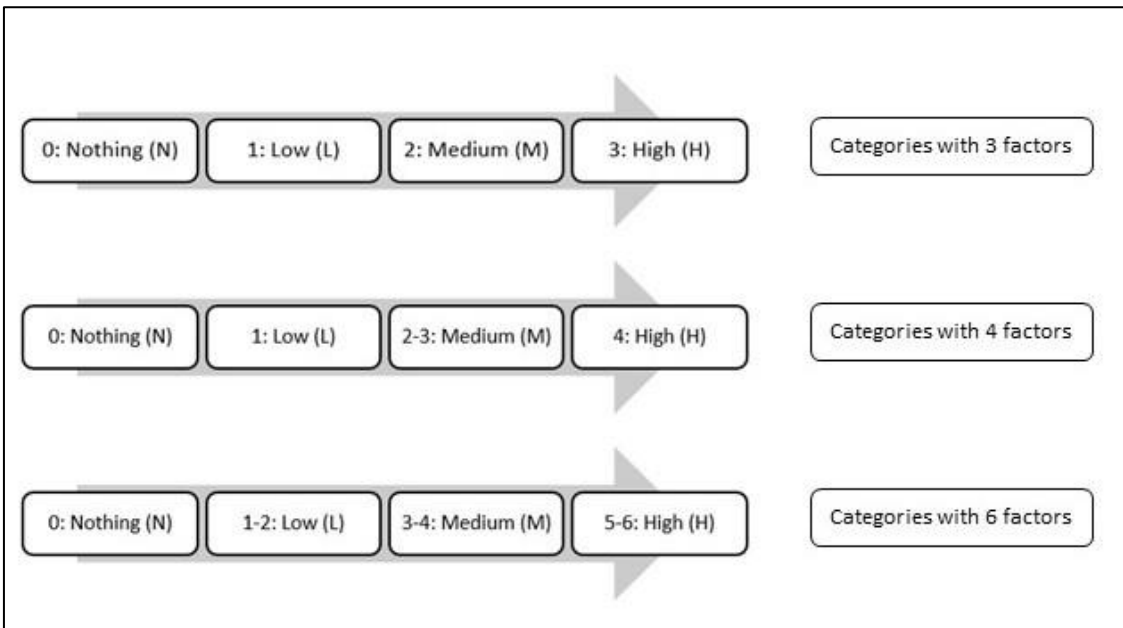 0: Nothing (N)
1: Low (L)
2: Medium (M)
3: High (H)
Categories with 3 factors
0: Nothing (N)
1: Low (L)
2-3: Medium (M)
4: High (H)
Categories with 4 factors
0: Nothing (N)
1-2: Low (L)
3-4: Medium (M)
5-6: High (H)
Categories with 6 factors